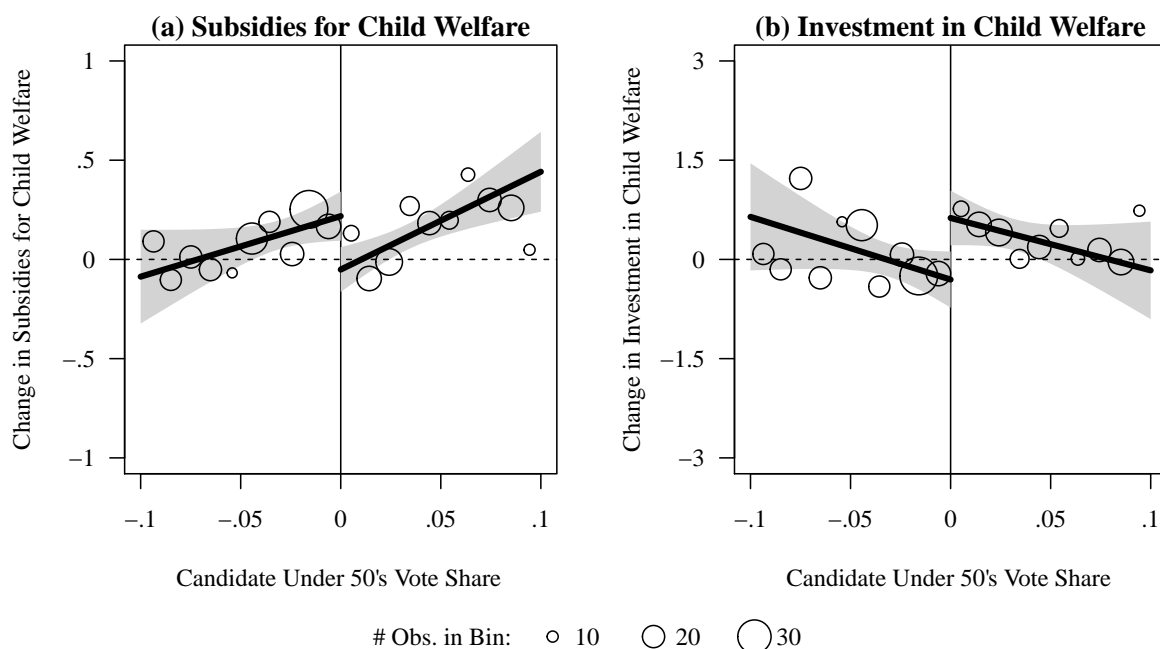 (a) Subsidies for Child Welfare
Change in Subsidies for Child Welfare
1
.5
0
−.5
−1
−.1
−.05
0
.05
.1
Candidate Under 50's Vote Share
(b) Investment in Child Welfare
Change in Investment in Child Welfare
3
1.5
0
−1.5
−3
−.1
−.05
0
.05
.1
Candidate Under 50's Vote Share
# Obs. in Bin: 10 20 30